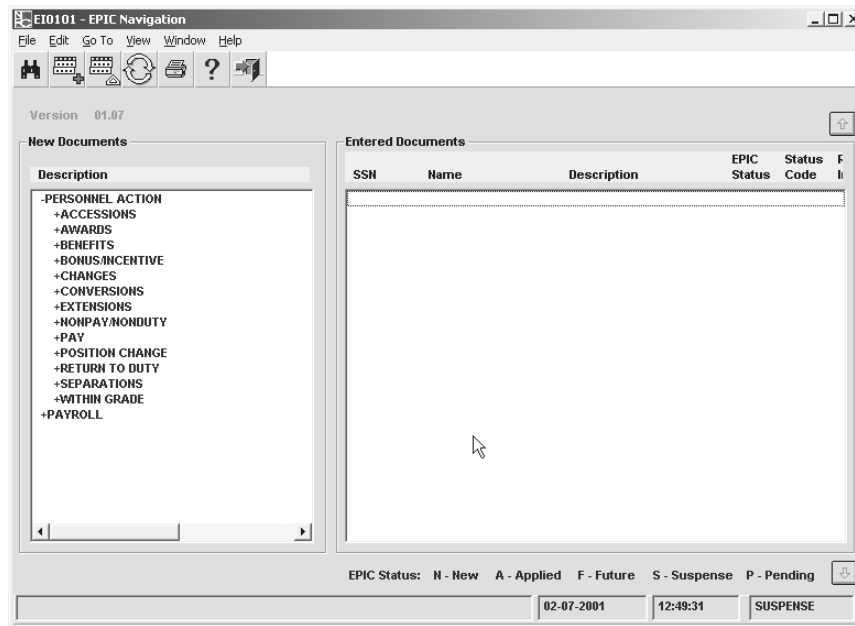 EI0101 - EPIC Navigation
File Edit Go To View Window Help
Version 01.07
New Documents
Description
-PERSONNEL ACTION
+ACCESSIONS
+AWARDS
+BENEFITS
+BONUS/INCENTIVE
+CHANGES
+CONVERSIONS
+EXTENSIONS
+NONPAY/NONDUTY
+PAY
+POSITION CHANGE
+RETURN TO DUTY
+SEPARATIONS
+WITHIN GRADE
+PAYROLL
Entered Documents
SSN Name Description EPIC Status Status Code
EPIC Status: N - New A - Applied F - Future S - Suspense P - Pending
02-07-2001 12:49:31 SUSPENSE